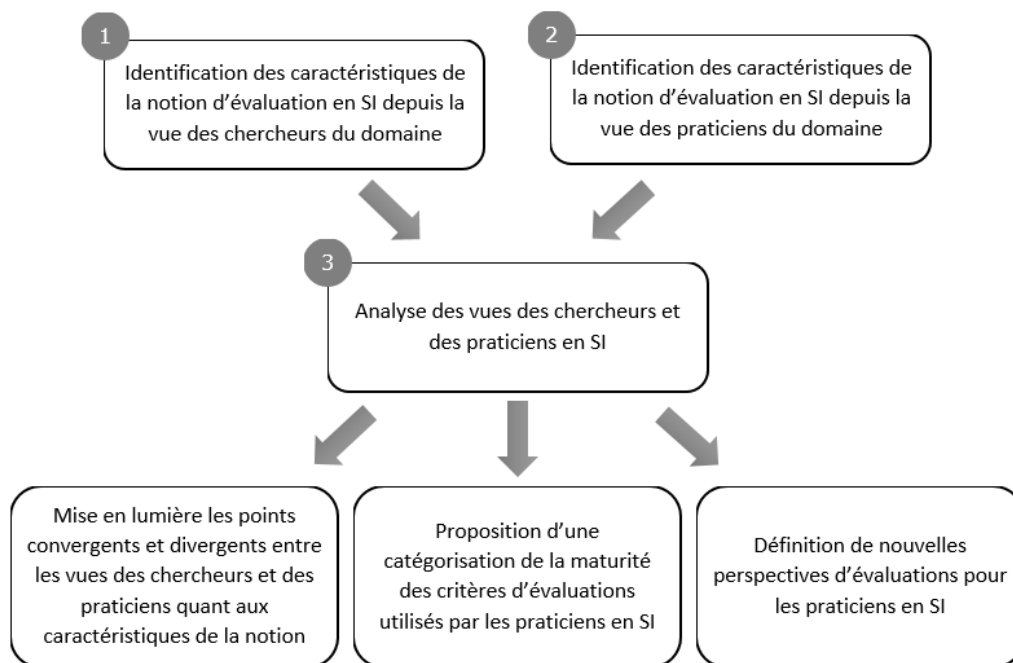 1
Identification des caractéristiques de
la notion d'évaluation en SI depuis la
vue des chercheurs du domaine
2
Identification des caractéristiques de
la notion d'évaluation en SI depuis la
vue des praticiens du domaine
3
Analyse des vues des chercheurs et
des praticiens en SI
Mise en lumière les points
convergents et divergents entre
les vues des chercheurs et des
praticiens quant aux
caractéristiques de la notion
Proposition d'une
catégorisation de la maturité
des critères d'évaluations
utilisés par les praticiens en SI
Définition de nouvelles
perspectives d'évaluations pour
les praticiens en SI